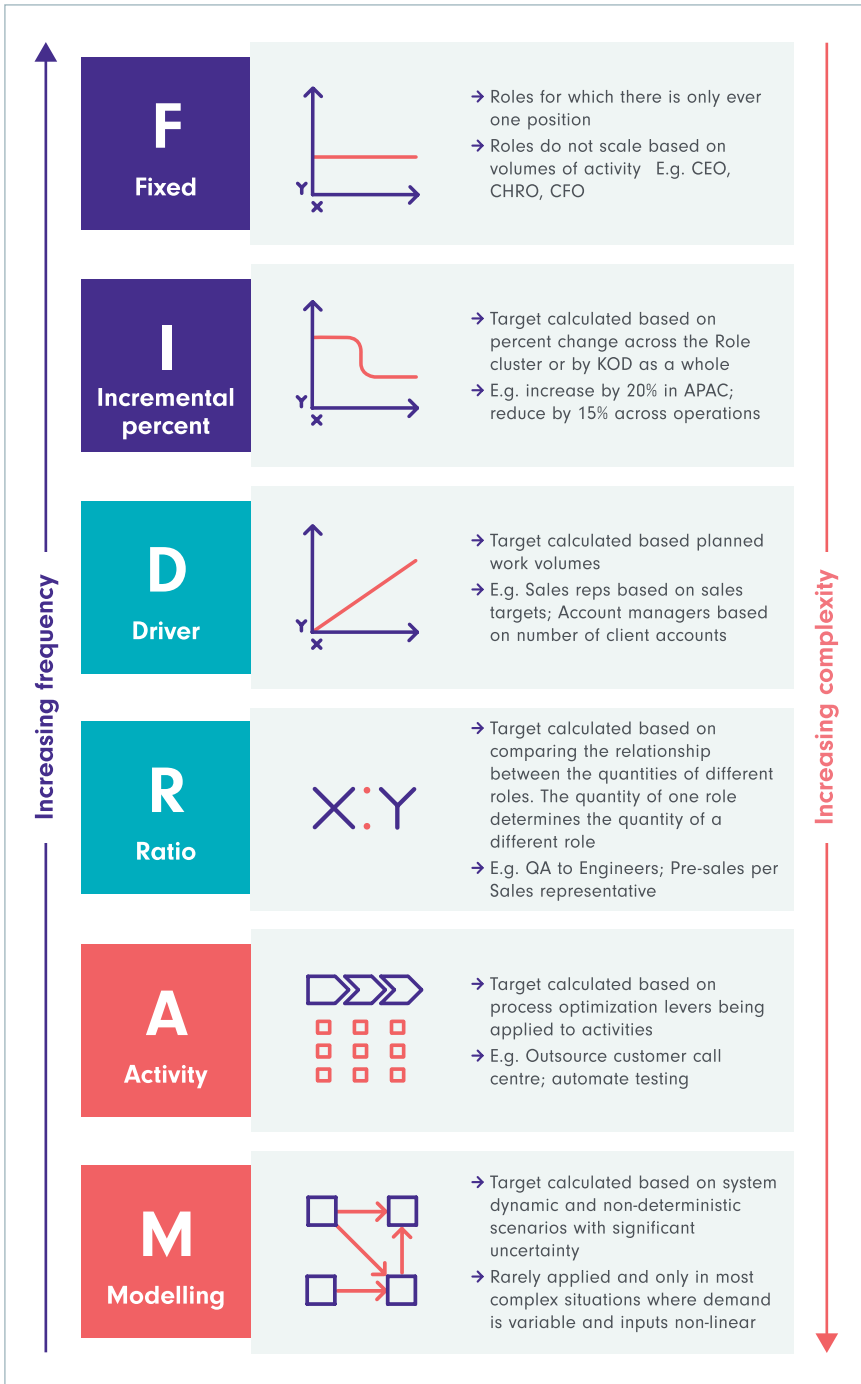 F
Fixed
Y
X
→ Roles for which there is only ever
one position
→ Roles do not scale based on
volumes of activity E.g. CEO,
CHRO, CFO
I
Incremental
percent
Y
X
→ Target calculated based on
percent change across the Role
cluster or by KOD as a whole
→ E.g. increase by 20% in APAC;
reduce by 15% across operations
D
Driver
Y
X
→ Target calculated based planned
work volumes
→ E.g. Sales reps based on sales
targets; Account managers based
on number of client accounts
Increasing frequency
Increasing complexity
R
Ratio
X:Y
→ Target calculated based on
comparing the relationship
between the quantities of different
roles. The quantity of one role
determines the quantity of a
different role
→ E.g. QA to Engineers; Pre-sales per
Sales representative
A
Activity
→ Target calculated based on
process optimization levers being
applied to activities
→ E.g. Outsource customer call
centre; automate testing
M
Modelling
→ Target calculated based on system
dynamic and non-deterministic
scenarios with significant
uncertainty
→ Rarely applied and only in most
complex situations where demand
is variable and inputs non-linear